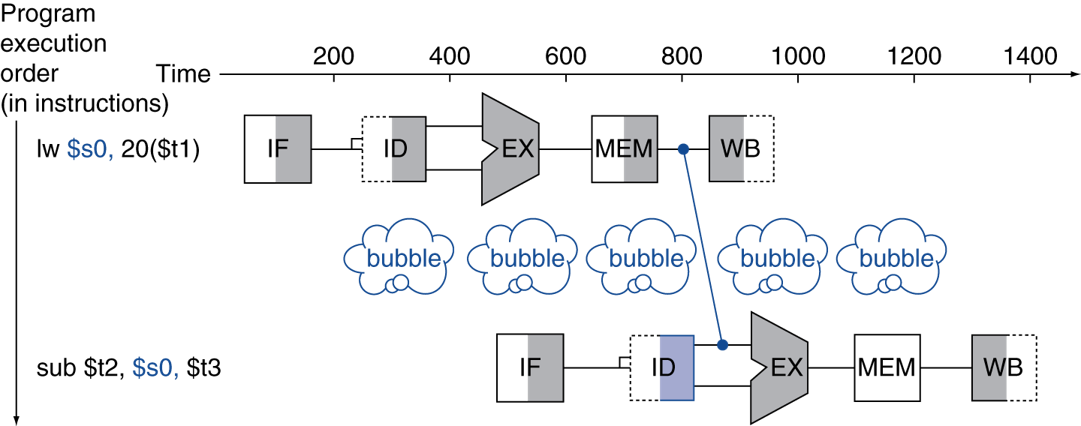 Program
execution
order
(in instructions)
Time
200 400 600 800 1000 1200 1400
lw $s0, 20($t1)
IF ID EX MEM WB
bubble bubble bubble bubble bubble
sub $t2, $s0, $t3
IF ID EX MEM WB